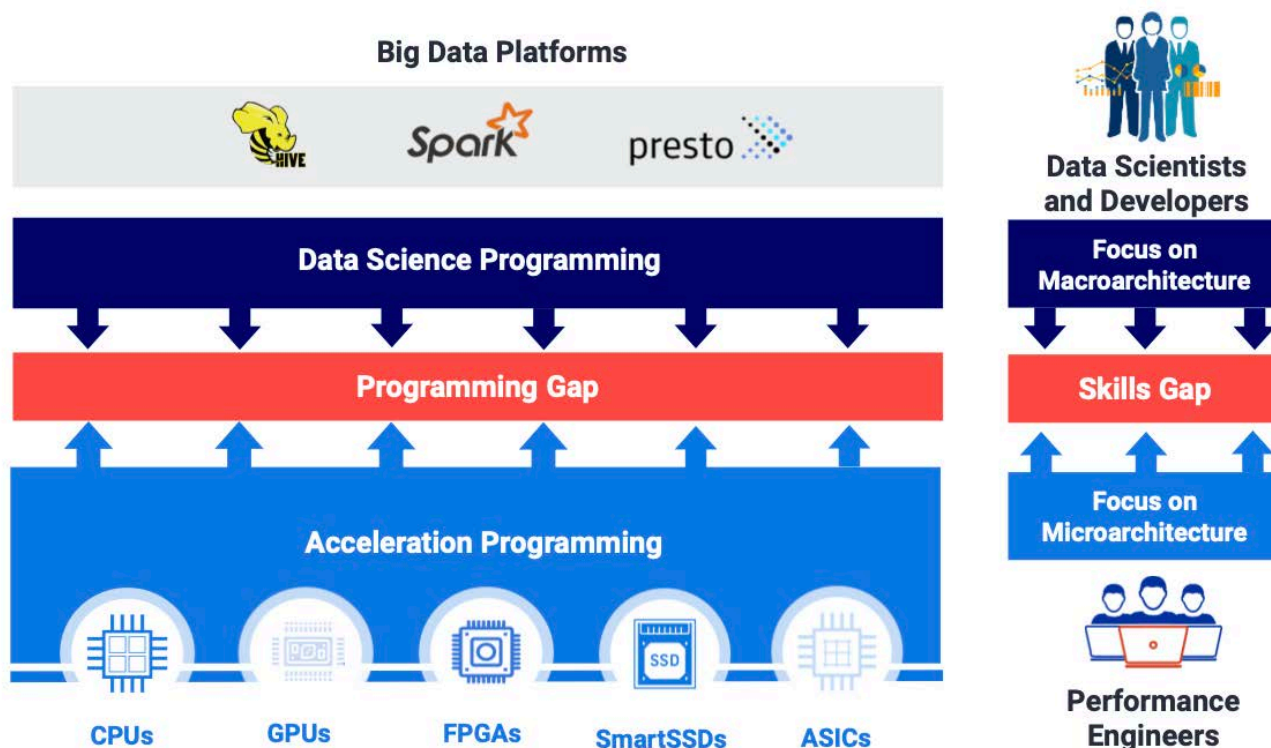 Big Data Platforms
HIVE
Spark
presto
Data Science Programming
Programming Gap
Acceleration Programming
SSD
CPUs
GPUs
FPGAs
SmartSSDs
ASICs
Data Scientists
and Developers
Focus on
Macroarchitecture
Skills Gap
Focus on
Microarchitecture
Performance
Engineers